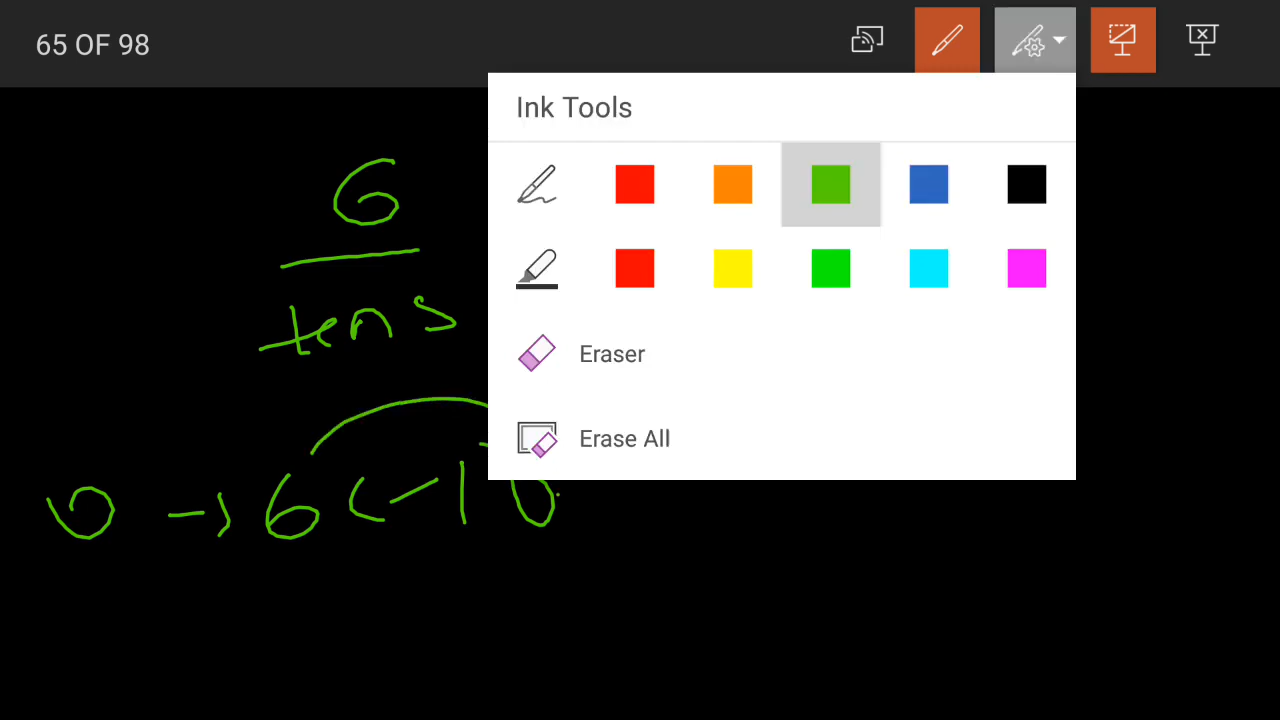 65 OF 98
Ink Tools
6
tens
Eraser
Erase All
0 → 6 ← 10